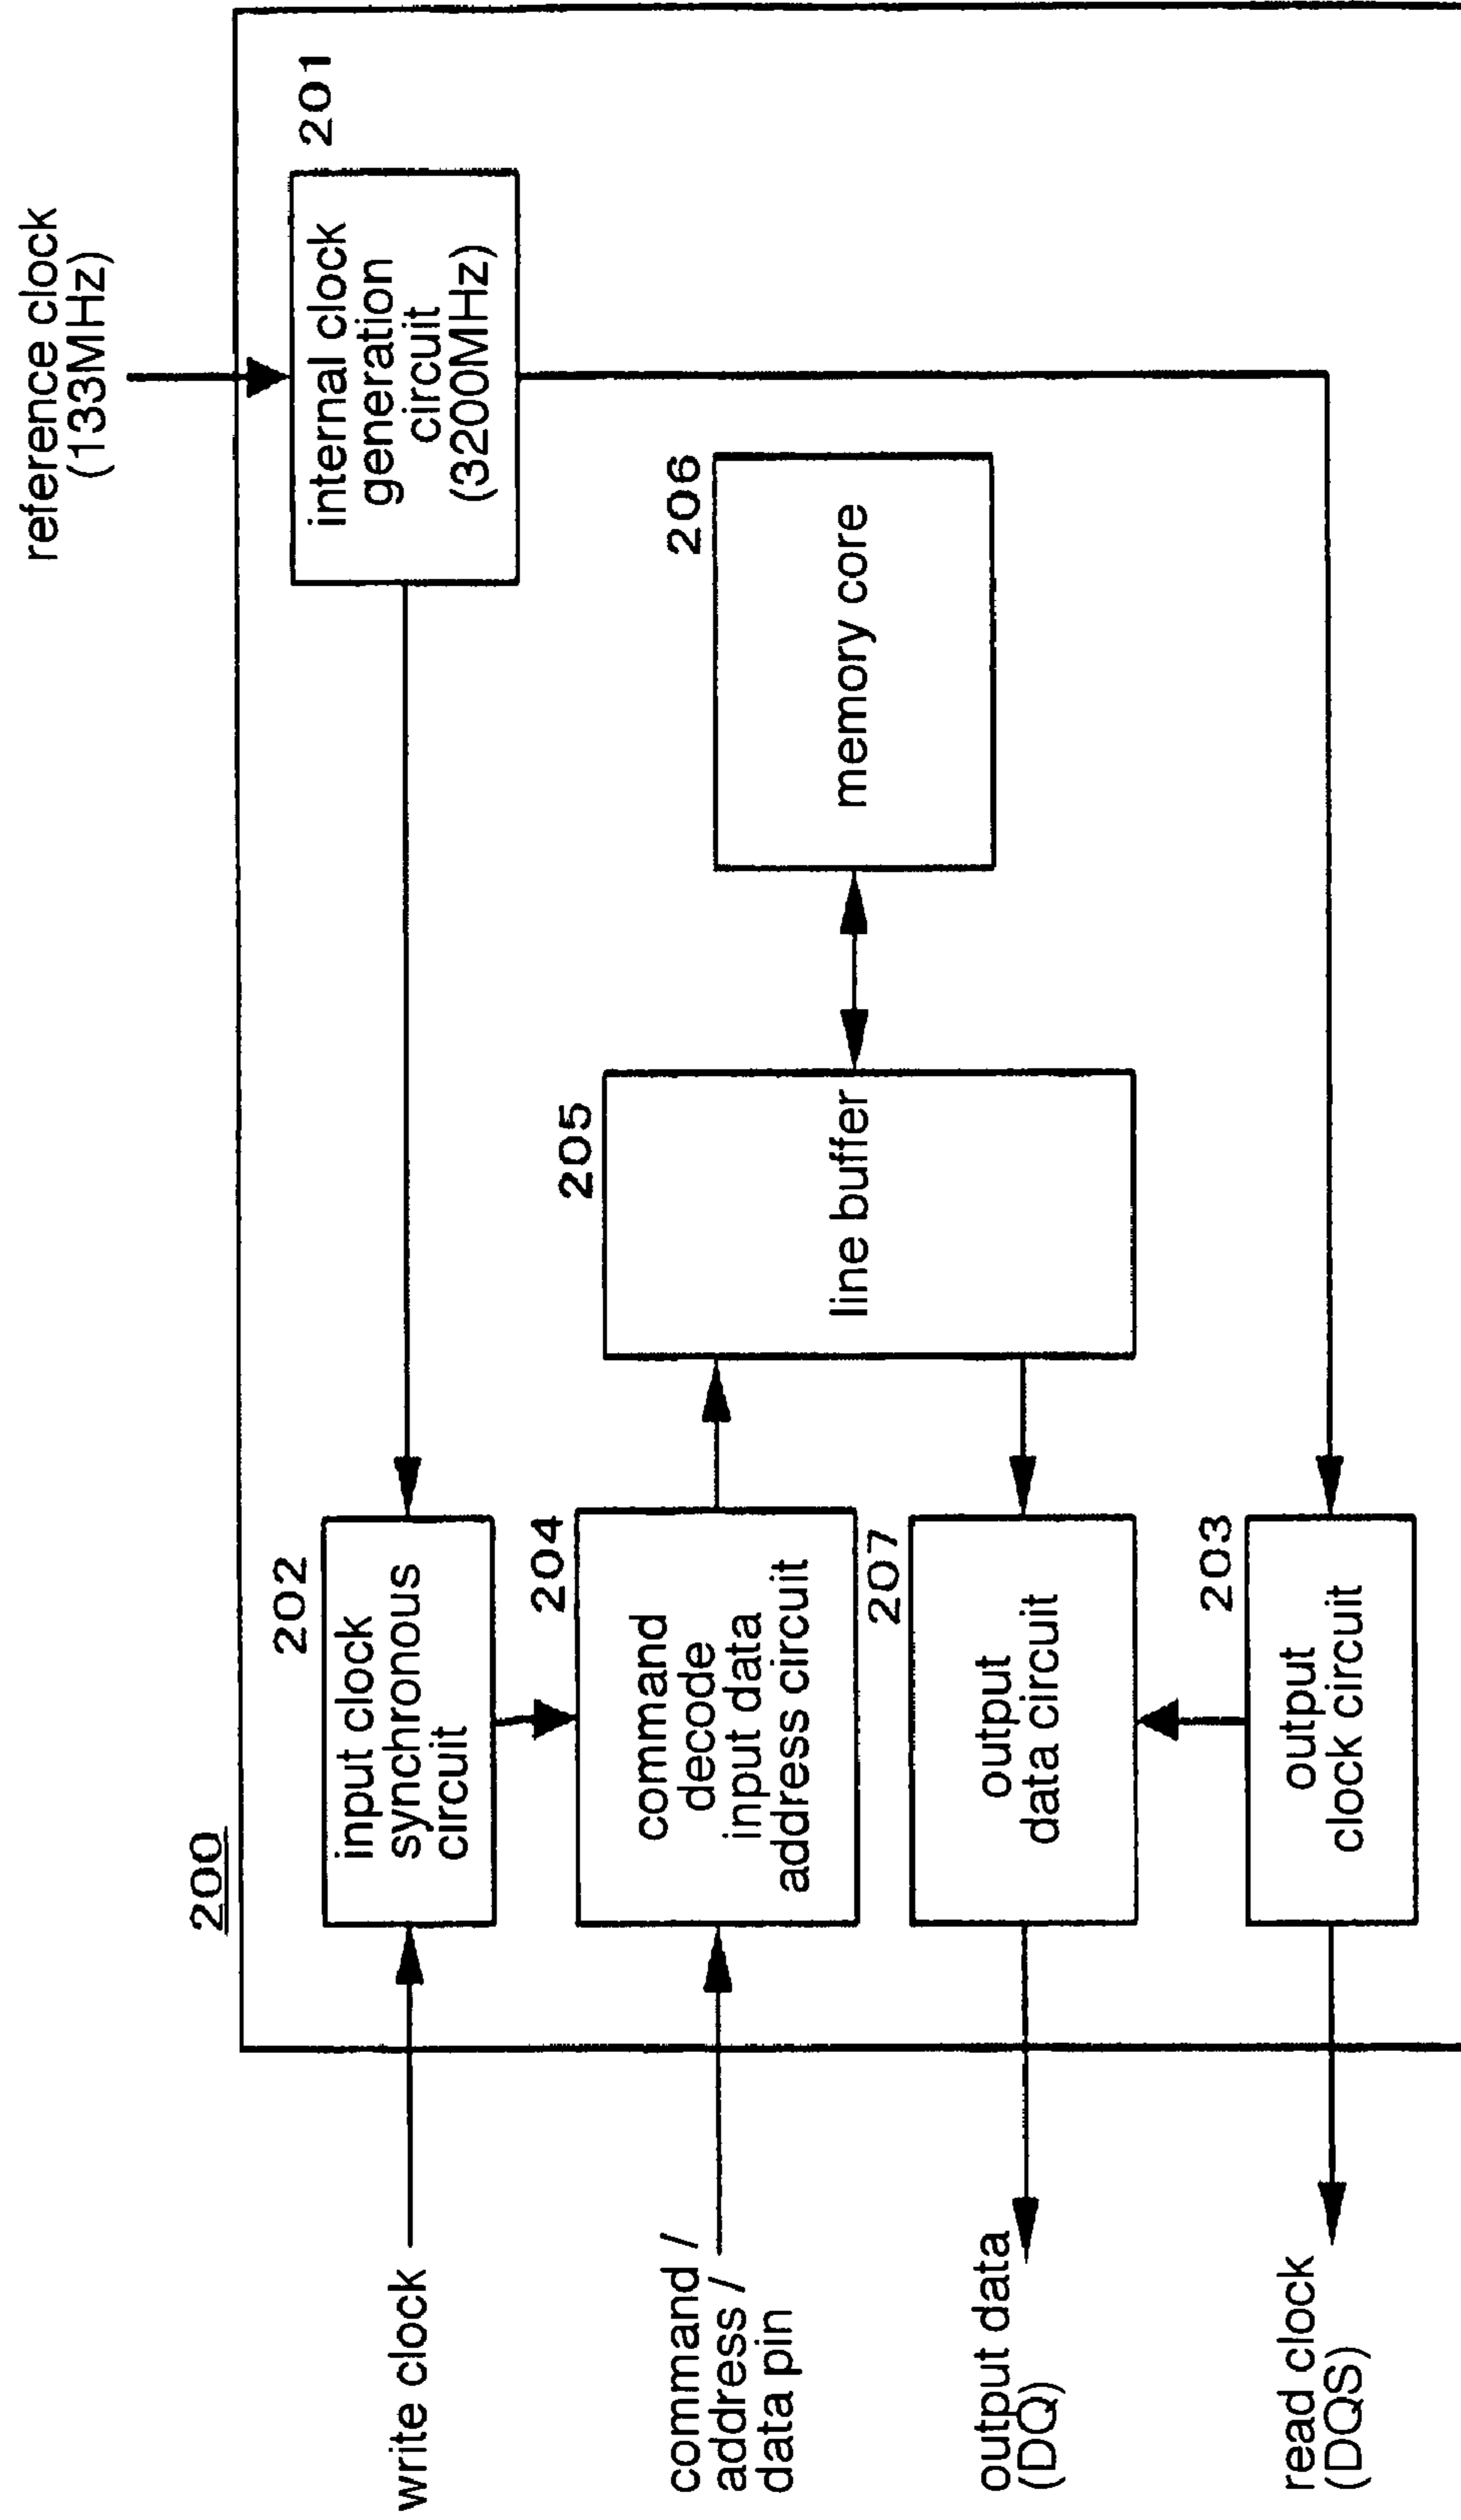 reference clock
(133MHz)
201
internal clock
generation
circuit
(3200MHz)
200
202
input clock
synchronous
circuit
write clock
206
memory core
205
line buffer
204
command
decode
input data
address circuit
command /
address /
data pin
207
output
data circuit
output data
(DQ)
203
output
clock circuit
read clock
(DQS)